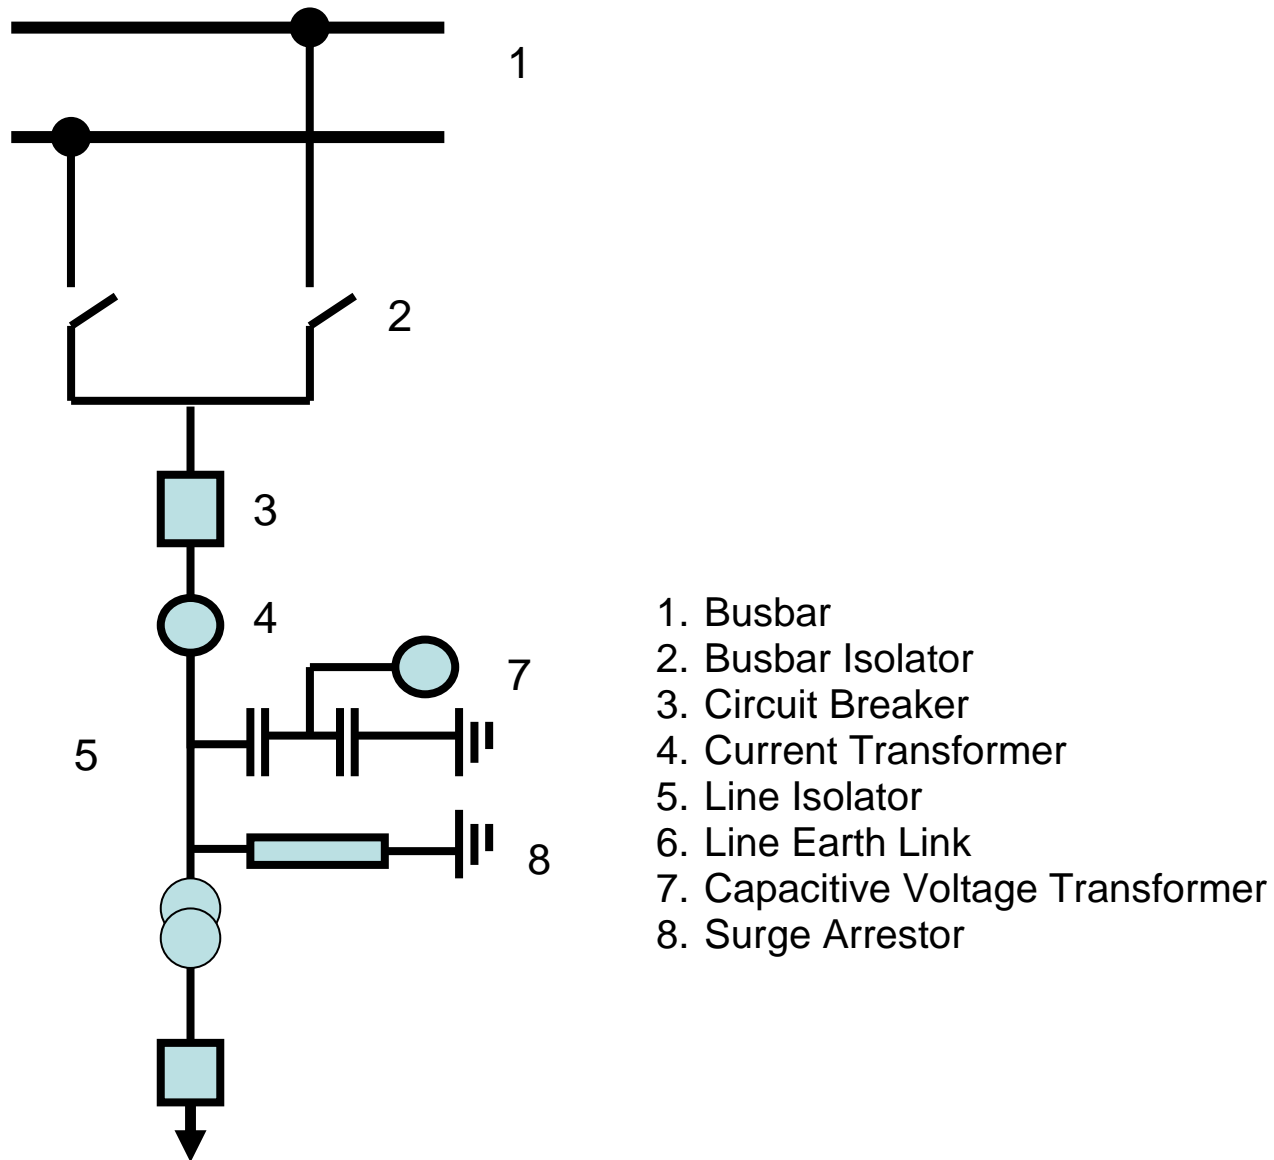 1
2
3
4
7
5
8
1. Busbar
2. Busbar Isolator
3. Circuit Breaker
4. Current Transformer
5. Line Isolator
6. Line Earth Link
7. Capacitive Voltage Transformer
8. Surge Arrestor